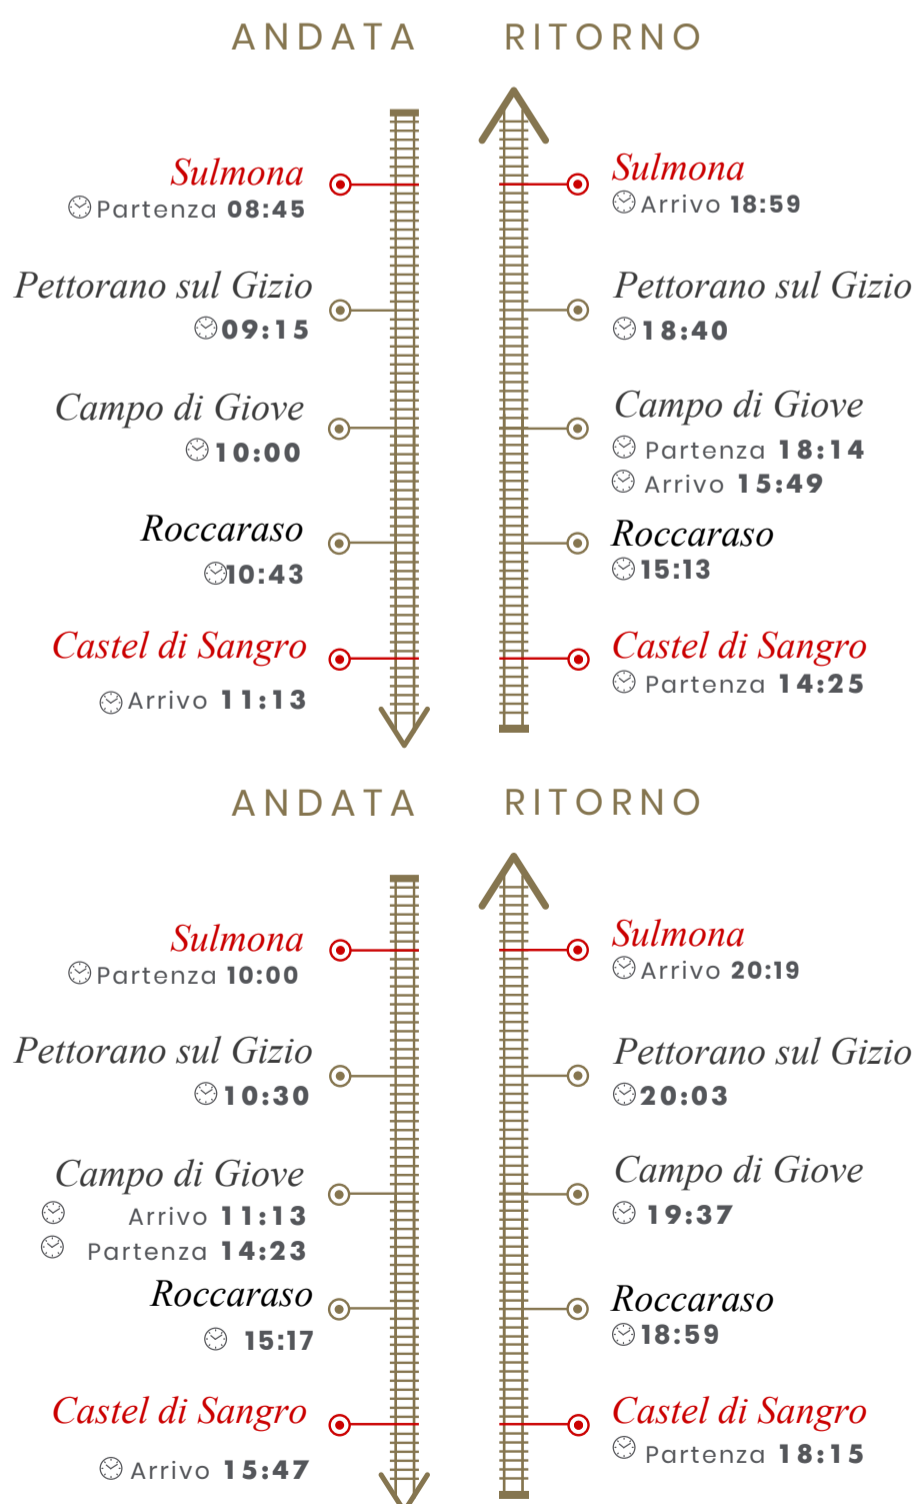 ANDATA
Sulmona
Partenza 08:45
Pettorano sul Gizio
09:15
Campo di Giove
10:00
Roccaraso
10:43
Castel di Sangro
Arrivo 11:13
RITORNO
Sulmona
Arrivo 18:59
Pettorano sul Gizio
18:40
Campo di Giove
Partenza 18:14
Arrivo 15:49
Roccaraso
15:13
Castel di Sangro
Partenza 14:25
ANDATA
Sulmona
Partenza 10:00
Pettorano sul Gizio
10:30
Campo di Giove
Arrivo 11:13
Partenza 14:23
Roccaraso
15:17
Castel di Sangro
Arrivo 15:47
RITORNO
Sulmona
Arrivo 20:19
Pettorano sul Gizio
20:03
Campo di Giove
19:37
Roccaraso
18:59
Castel di Sangro
Partenza 18:15